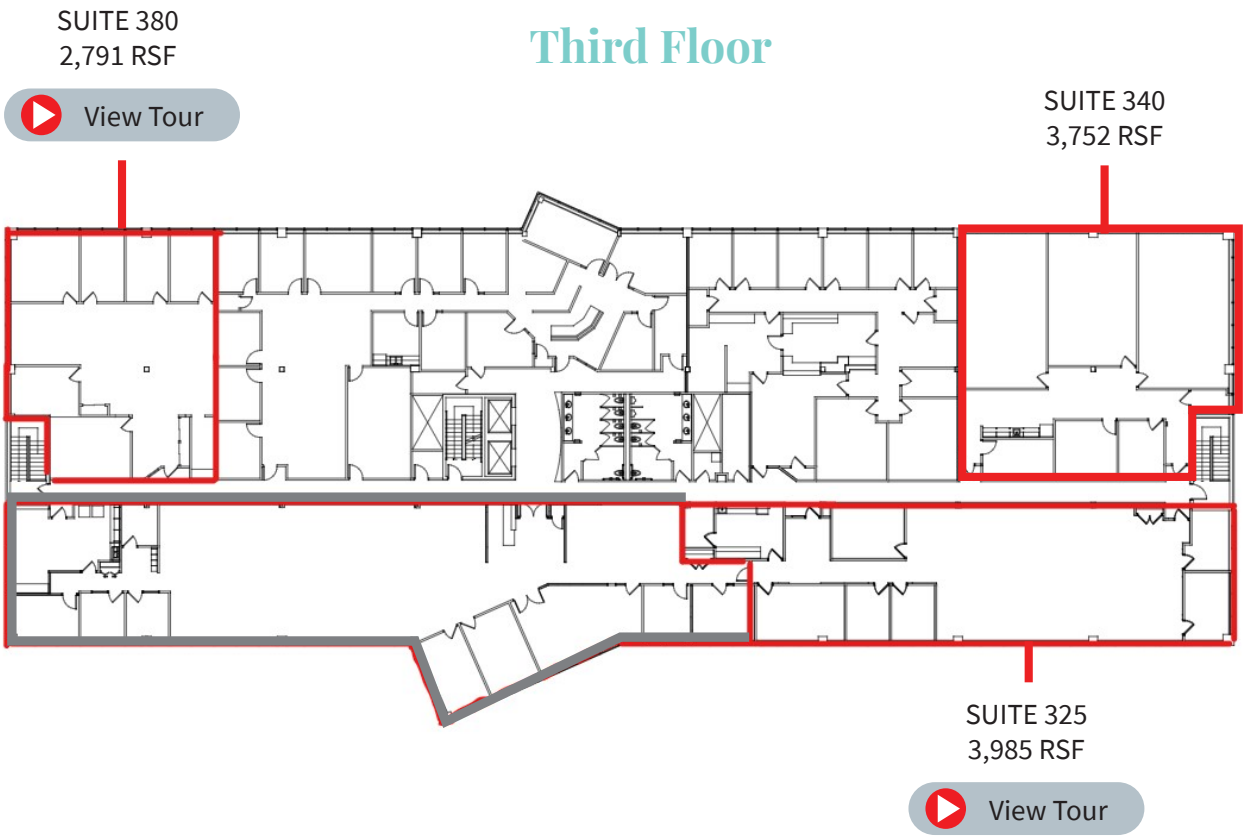 SUITE 380
2,791 RSF
View Tour
Third Floor
SUITE 340
3,752 RSF
SUITE 325
3,985 RSF
View Tour